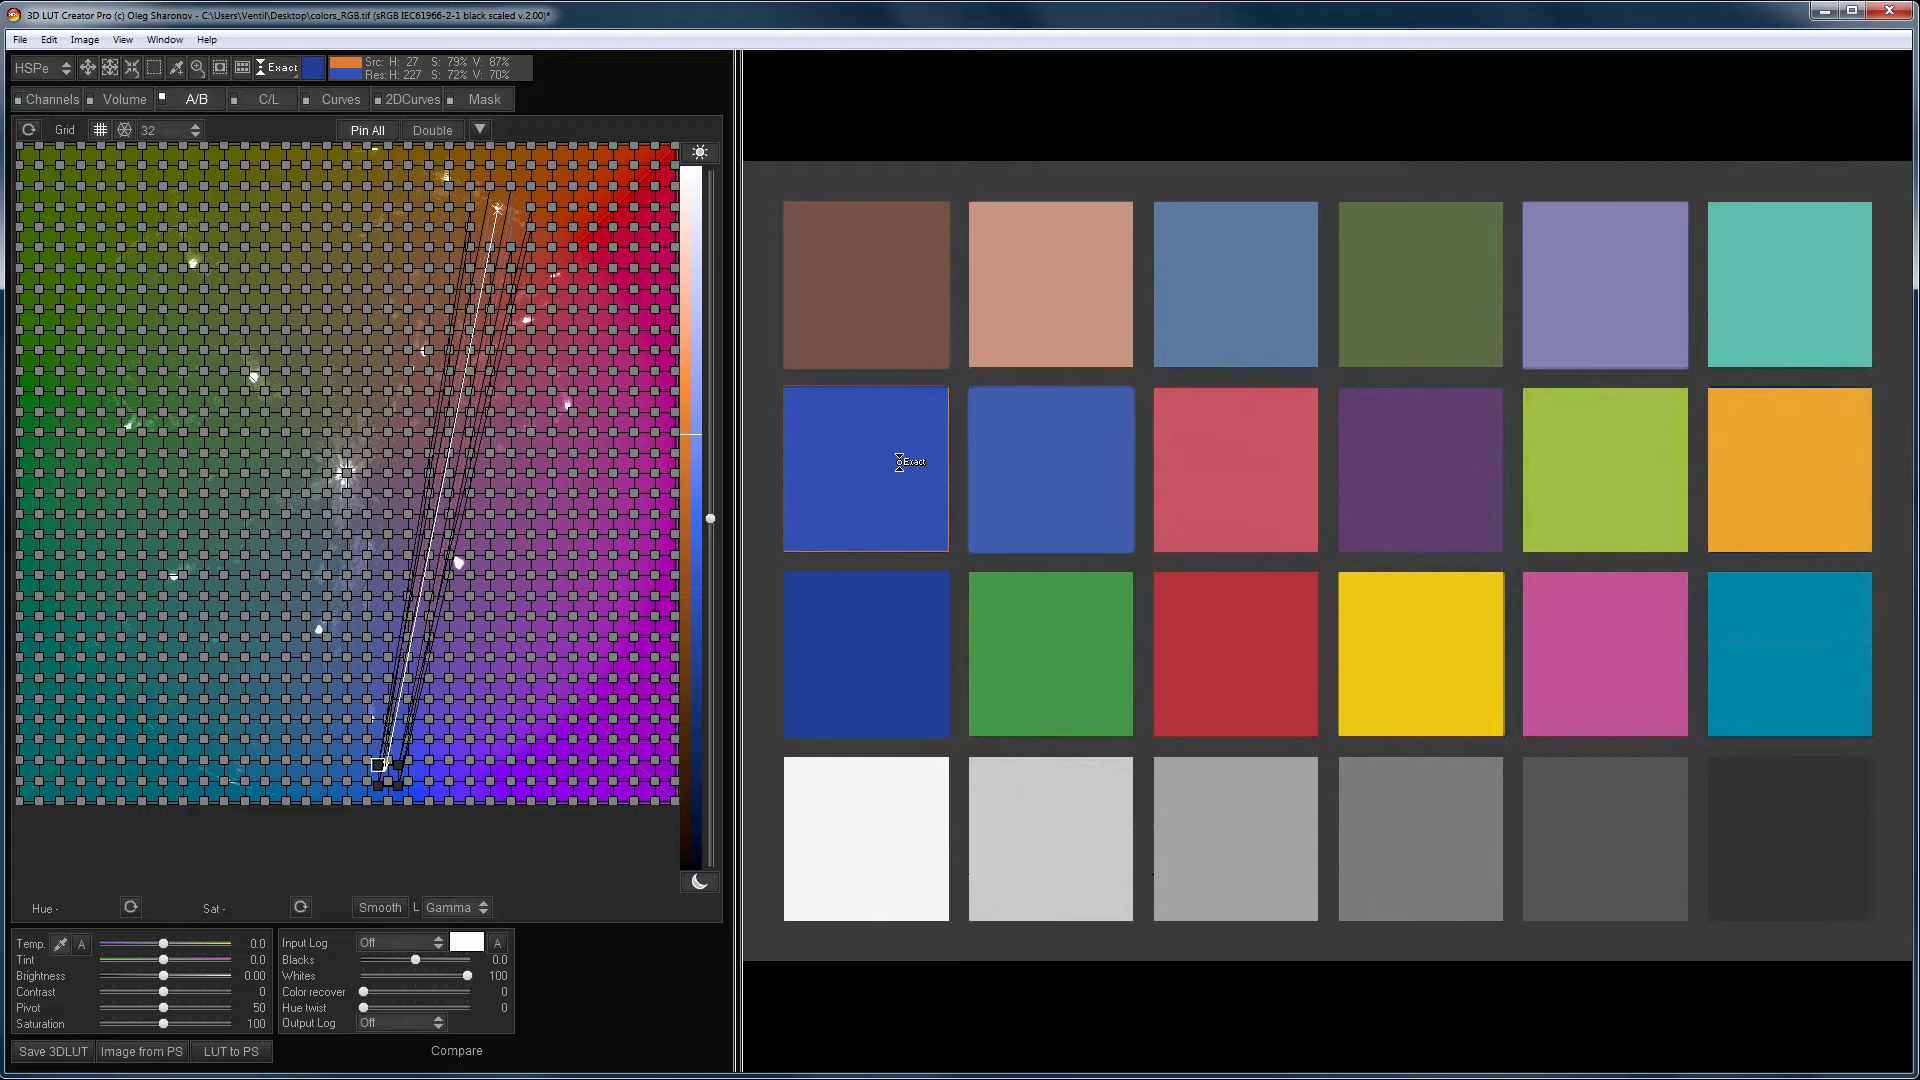 3D LUT Creator Pro (c) Oleg Sharonov - C:\Users\Ventil\Desktop\colors_RGB.tif (sRGB IEC61966-2-1 black scaled v.2.00)*
File Edit Image View Window Help
HSPe Exact Src: H: 27 S: 79% V: 87%
Res: H: 227 S: 72% V: 70%
Channels Volume A/B C/L Curves 2DCurves Mask
Grid 32 Pin All Double
Exact
Hue - Sat - Smooth L Gamma
Temp. A 0.0
Tint 0.0
Brightness 0.00
Contrast 0
Pivot 50
Saturation 100
Input Log Off A
Blacks 0.0
Whites 100
Color recover 0
Hue twist 0
Output Log Off
Save 3DLUT Image from PS LUT to PS Compare